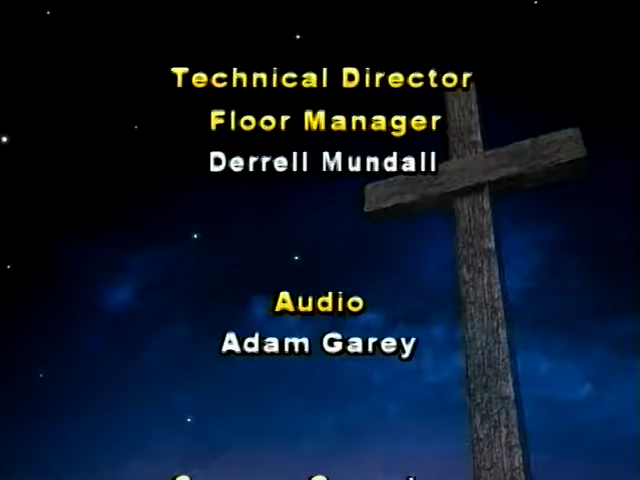 Technical Director
Floor Manager
Derrell Mundall
Audio
Adam Garey